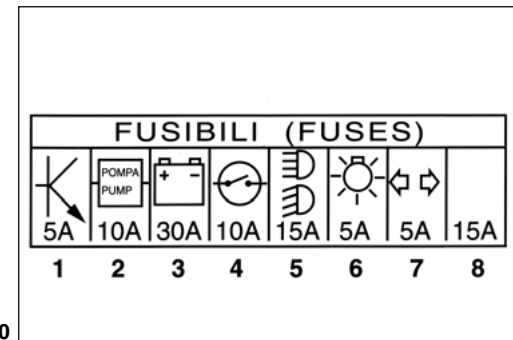 FUSIBILI (FUSES)
POMPA
PUMP
+ -
5A 10A 30A 10A 15A 5A 5A 15A
1 2 3 4 5 6 7 8
0